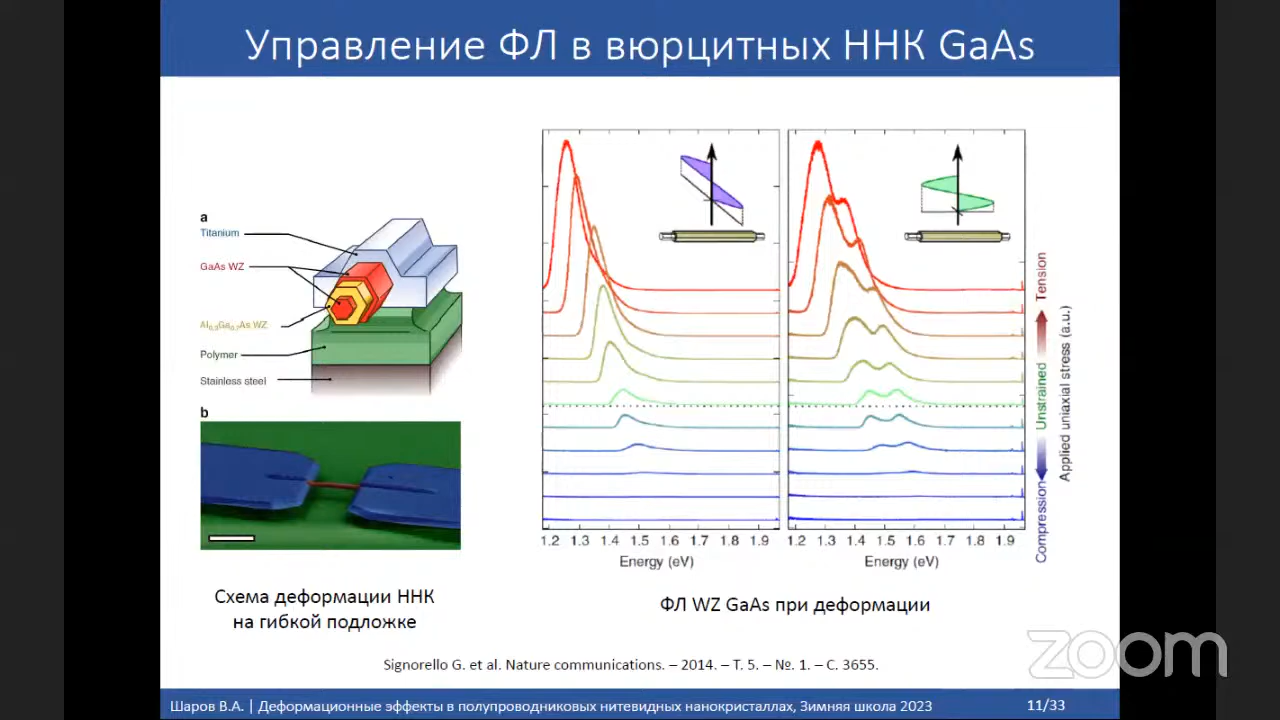 Управление ФЛ в вюрцитных ННК GaAs
a
Titanium
GaAs WZ
Al0,3Ga0,7As WZ
Polymer
Stainless steel
b
Схема деформации ННК
на гибкой подложке
1.2 1.3 1.4 1.5 1.6 1.7 1.8 1.9
Energy (eV)
1.2 1.3 1.4 1.5 1.6 1.7 1.8 1.9
Energy (eV)
Tension
Unstrained
Compression
Applied uniaxial stress (a.u.)
ФЛ WZ GaAs при деформации
Signorello G. et al. Nature communications. – 2014. – Т. 5. – №. 1. – С. 3655.
zoom
Шаров В.А. | Деформационные эффекты в полупроводниковых нитевидных нанокристаллах, Зимняя школа 2023
11/33